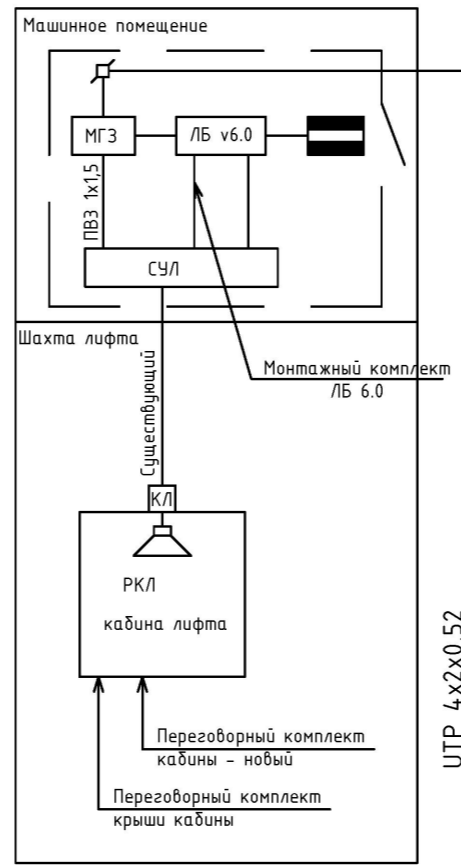 Машинное помещение
МГЗ
ЛБ v6.0
ПВЗ 1х1,5
СУЛ
Шахта лифта
Монтажный комплект
ЛБ 6.0
Существующий
КЛ
РКЛ
кабина лифта
UTP 4х2х0.52
Переговорный комплект
кабины - новый
Переговорный комплект
крыши кабины